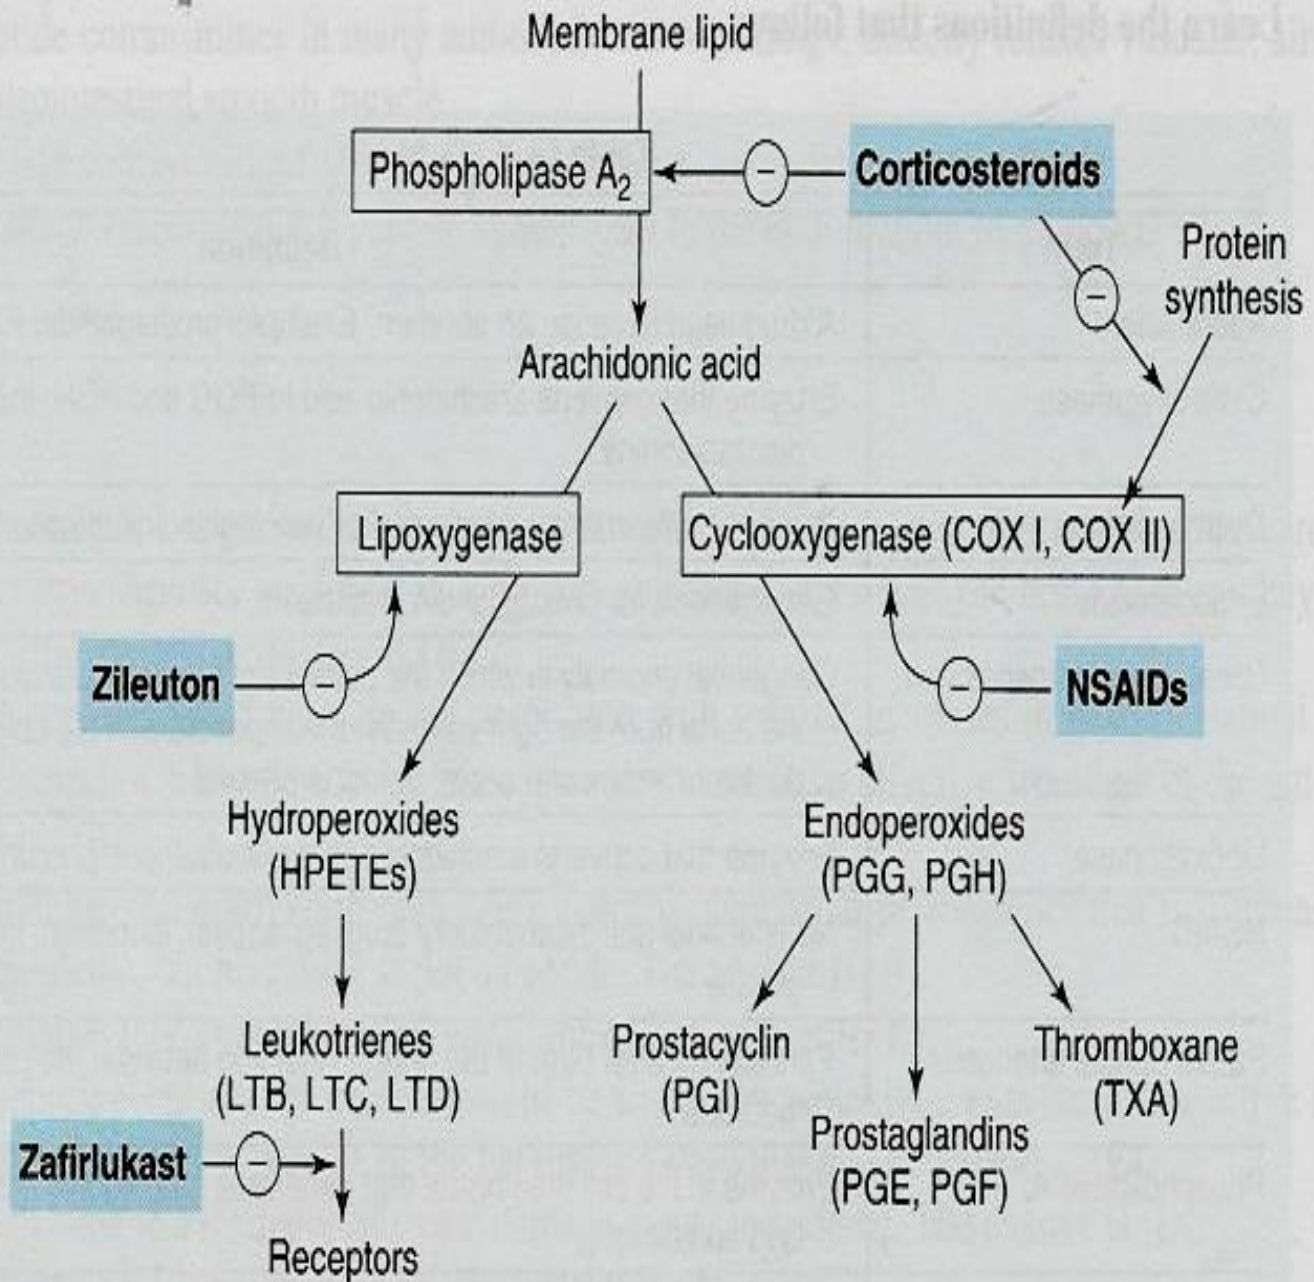 Membrane lipid
Phospholipase A₂
Corticosteroids
Protein
synthesis
Arachidonic acid
Lipoxygenase
Cyclooxygenase (COX I, COX II)
Zileuton
NSAIDs
Hydroperoxides
(HPETEs)
Endoperoxides
(PGG, PGH)
Leukotrienes
(LTB, LTC, LTD)
Prostacyclin
(PGI)
Thromboxane
(TXA)
Prostaglandins
(PGE, PGF)
Zafirlukast
Receptors
−
−
−
−
−